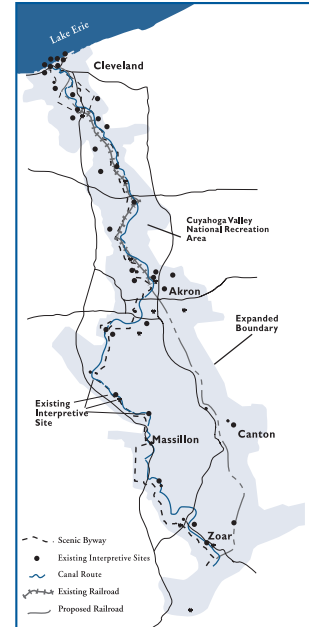 Lake Erie
Cleveland
Cuyahoga Valley
National Recreation
Area
Akron
Expanded
Boundary
Existing
Interpretive
Site
Canton
Massillon
Zoar
Scenic Byway
Existing Interpretive Sites
Canal Route
Existing Railroad
Proposed Railroad